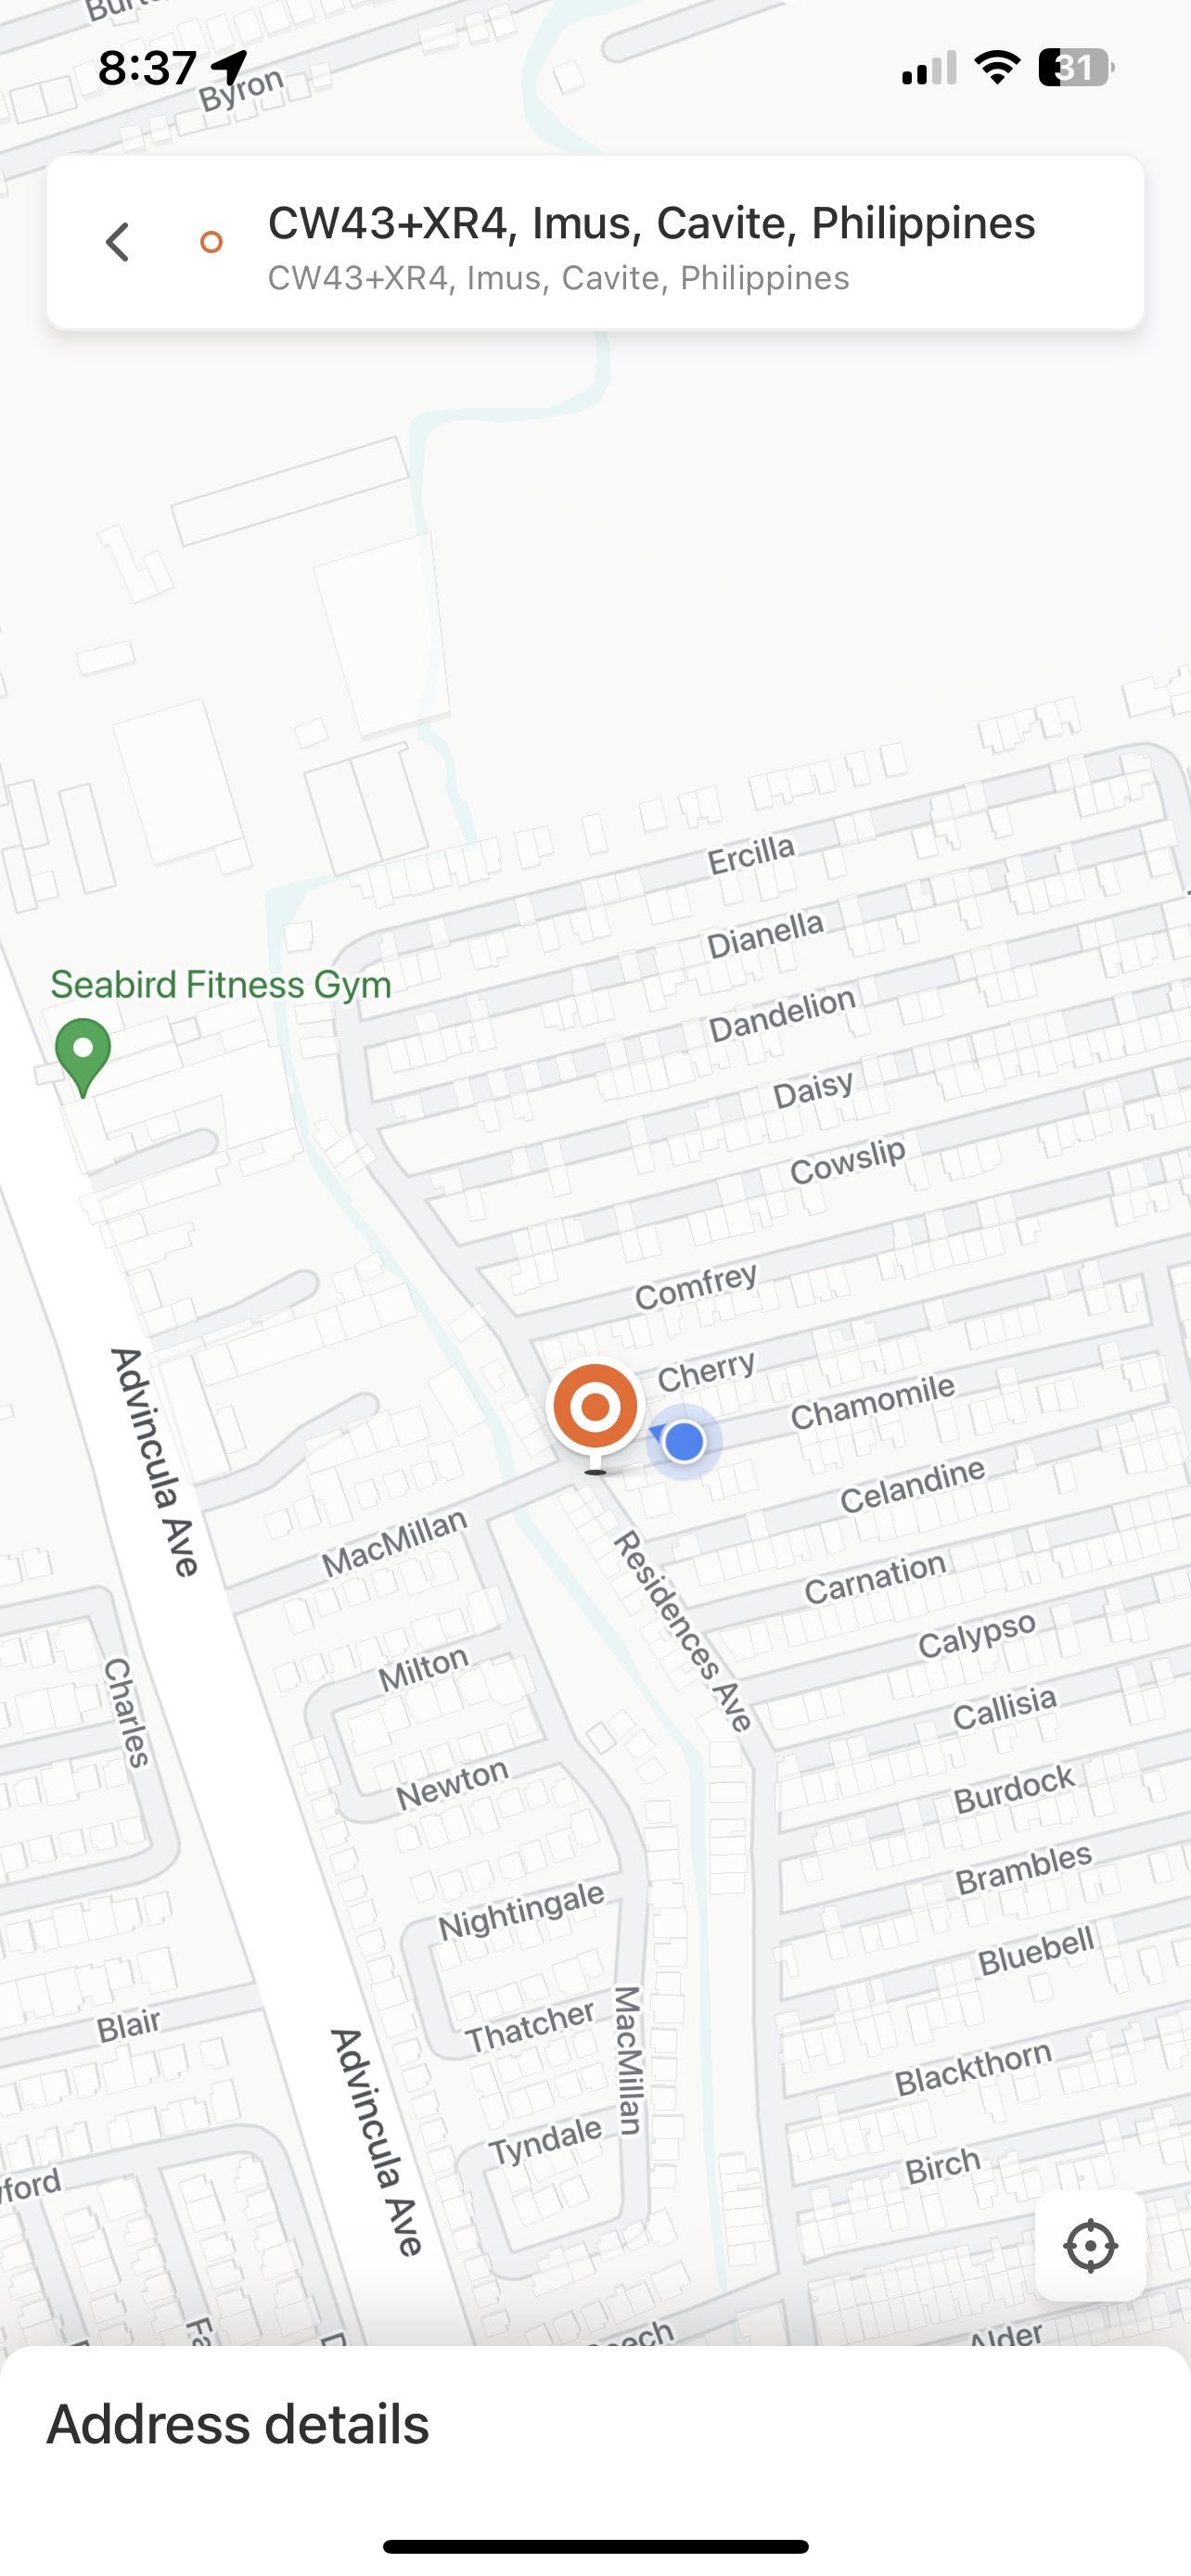 8:37
31
Byron
CW43+XR4, Imus, Cavite, Philippines
CW43+XR4, Imus, Cavite, Philippines
Ercilla
Dianella
Seabird Fitness Gym
Dandelion
Daisy
Cowslip
Comfrey
Cherry
Chamomile
Advincula Ave
Celandine
MacMillan
Residences Ave
Carnation
Calypso
Milton
Charles
Callisia
Newton
Burdock
Brambles
Nightingale
Bluebell
Blair
Thatcher
MacMillan
Blackthorn
Advincula Ave
Tyndale
Birch
Alder
Address details